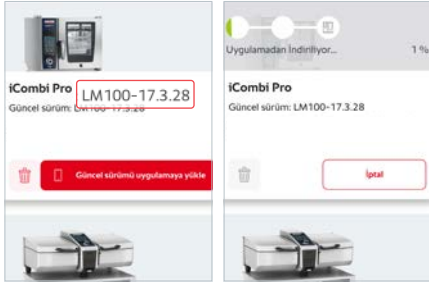 iCombi Pro
LM100-17.3.28
Güncel sürüm: LM100-17.3.28
Güncel sürümü uygulamaya yükle
Uygulamadan İndiriliyor...
1 %
iCombi Pro
Güncel sürüm: LM100-17.3.28
İptal